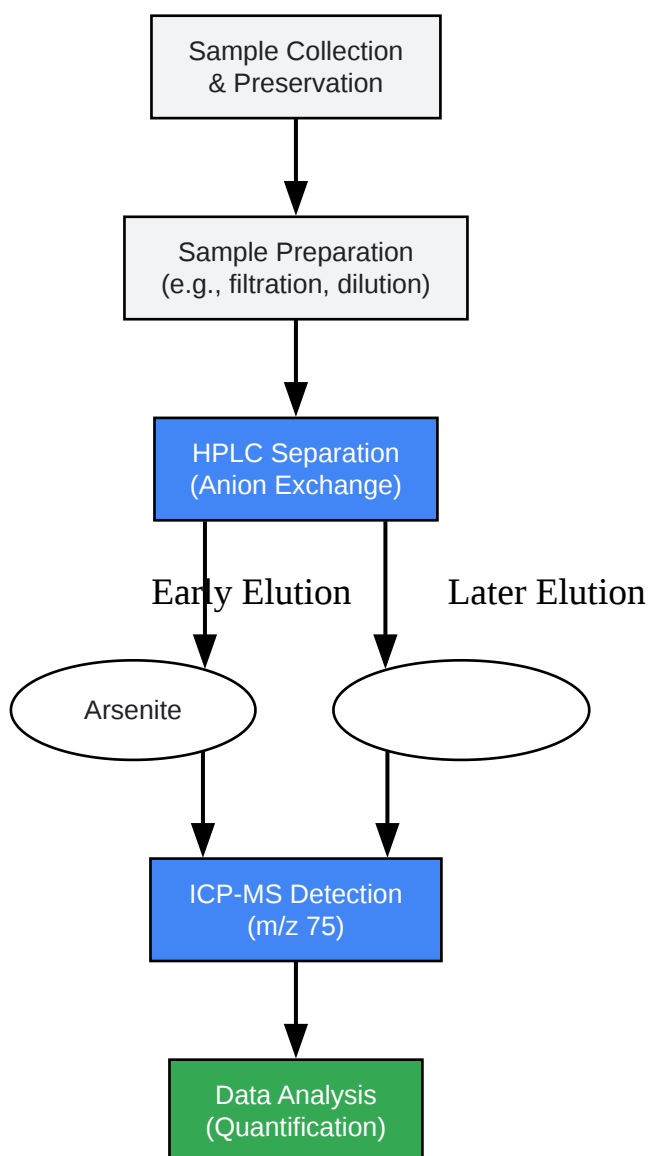 Sample Collection
& Preservation
Sample Preparation
(e.g., filtration, dilution)
HPLC Separation
(Anion Exchange)
Early Elution
Later Elution
Arsenite
ICP-MS Detection
(m/z 75)
Data Analysis
(Quantification)